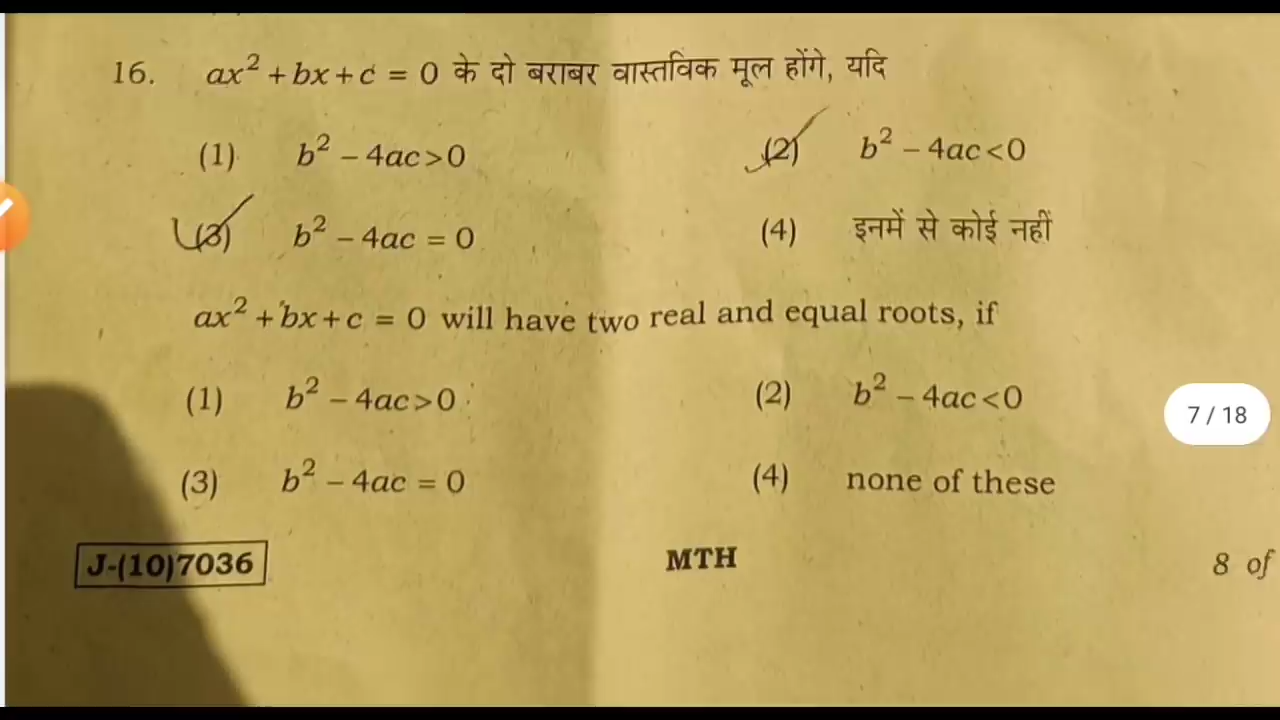 16. ax² + bx + c = 0 के दो बराबर वास्तविक मूल होंगे, यदि
(1) b² – 4ac > 0 (2) b² – 4ac < 0
(3) b² – 4ac = 0 (4) इनमें से कोई नहीं
ax² + bx + c = 0 will have two real and equal roots, if
(1) b² – 4ac > 0 (2) b² – 4ac < 0
7 / 18
(3) b² – 4ac = 0 (4) none of these
J-(10)7036 MTH 8 of